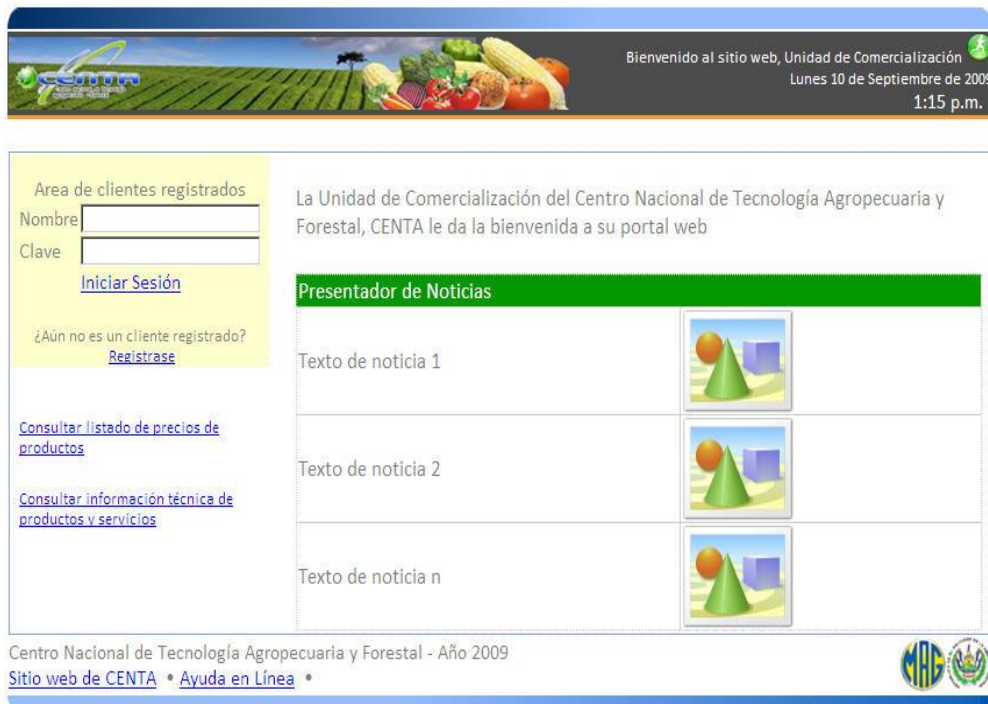 CENTA
Bienvenido al sitio web, Unidad de Comercialización
Lunes 10 de Septiembre de 2009
1:15 p.m.
Area de clientes registrados
Nombre
Clave
Iniciar Sesión
¿Aún no es un cliente registrado?
Registrase
Consultar listado de precios de
productos
Consultar información técnica de
productos y servicios
La Unidad de Comercialización del Centro Nacional de Tecnología Agropecuaria y
Forestal, CENTA le da la bienvenida a su portal web
Presentador de Noticias
Texto de noticia 1
Texto de noticia 2
Texto de noticia n
Centro Nacional de Tecnología Agropecuaria y Forestal - Año 2009
Sitio web de CENTA • Ayuda en Línea •
MAG